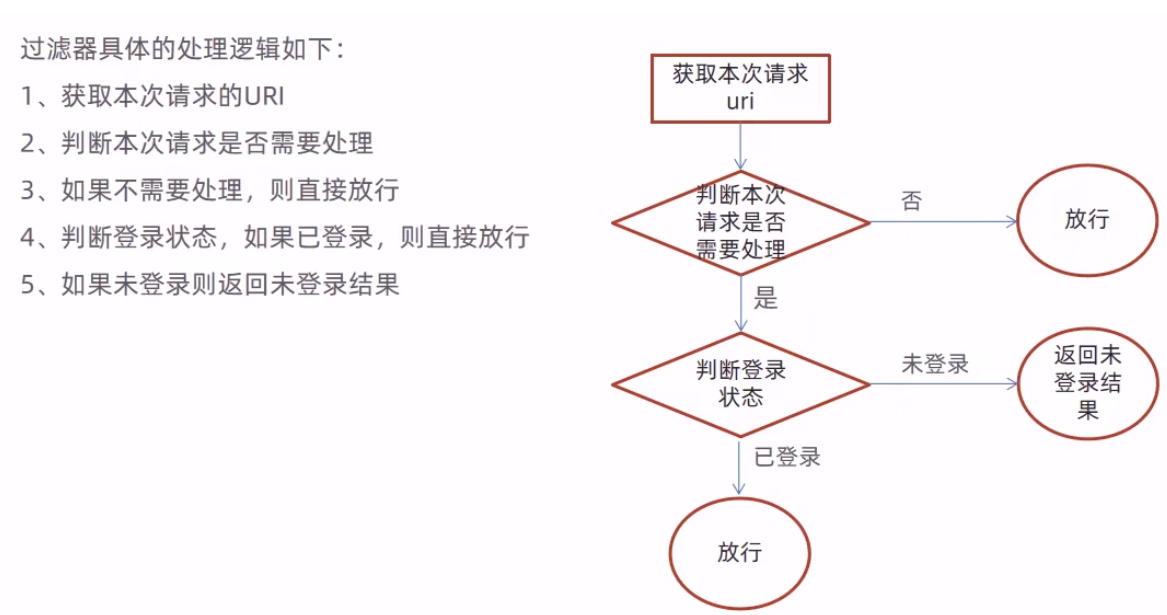 过滤器具体的处理逻辑如下：
1、获取本次请求的URI
2、判断本次请求是否需要处理
3、如果不需要处理，则直接放行
4、判断登录状态，如果已登录，则直接放行
5、如果未登录则返回未登录结果
获取本次请求
uri
判断本次
请求是否
需要处理
否
放行
是
判断登录
状态
未登录
返回未
登录结
果
已登录
放行